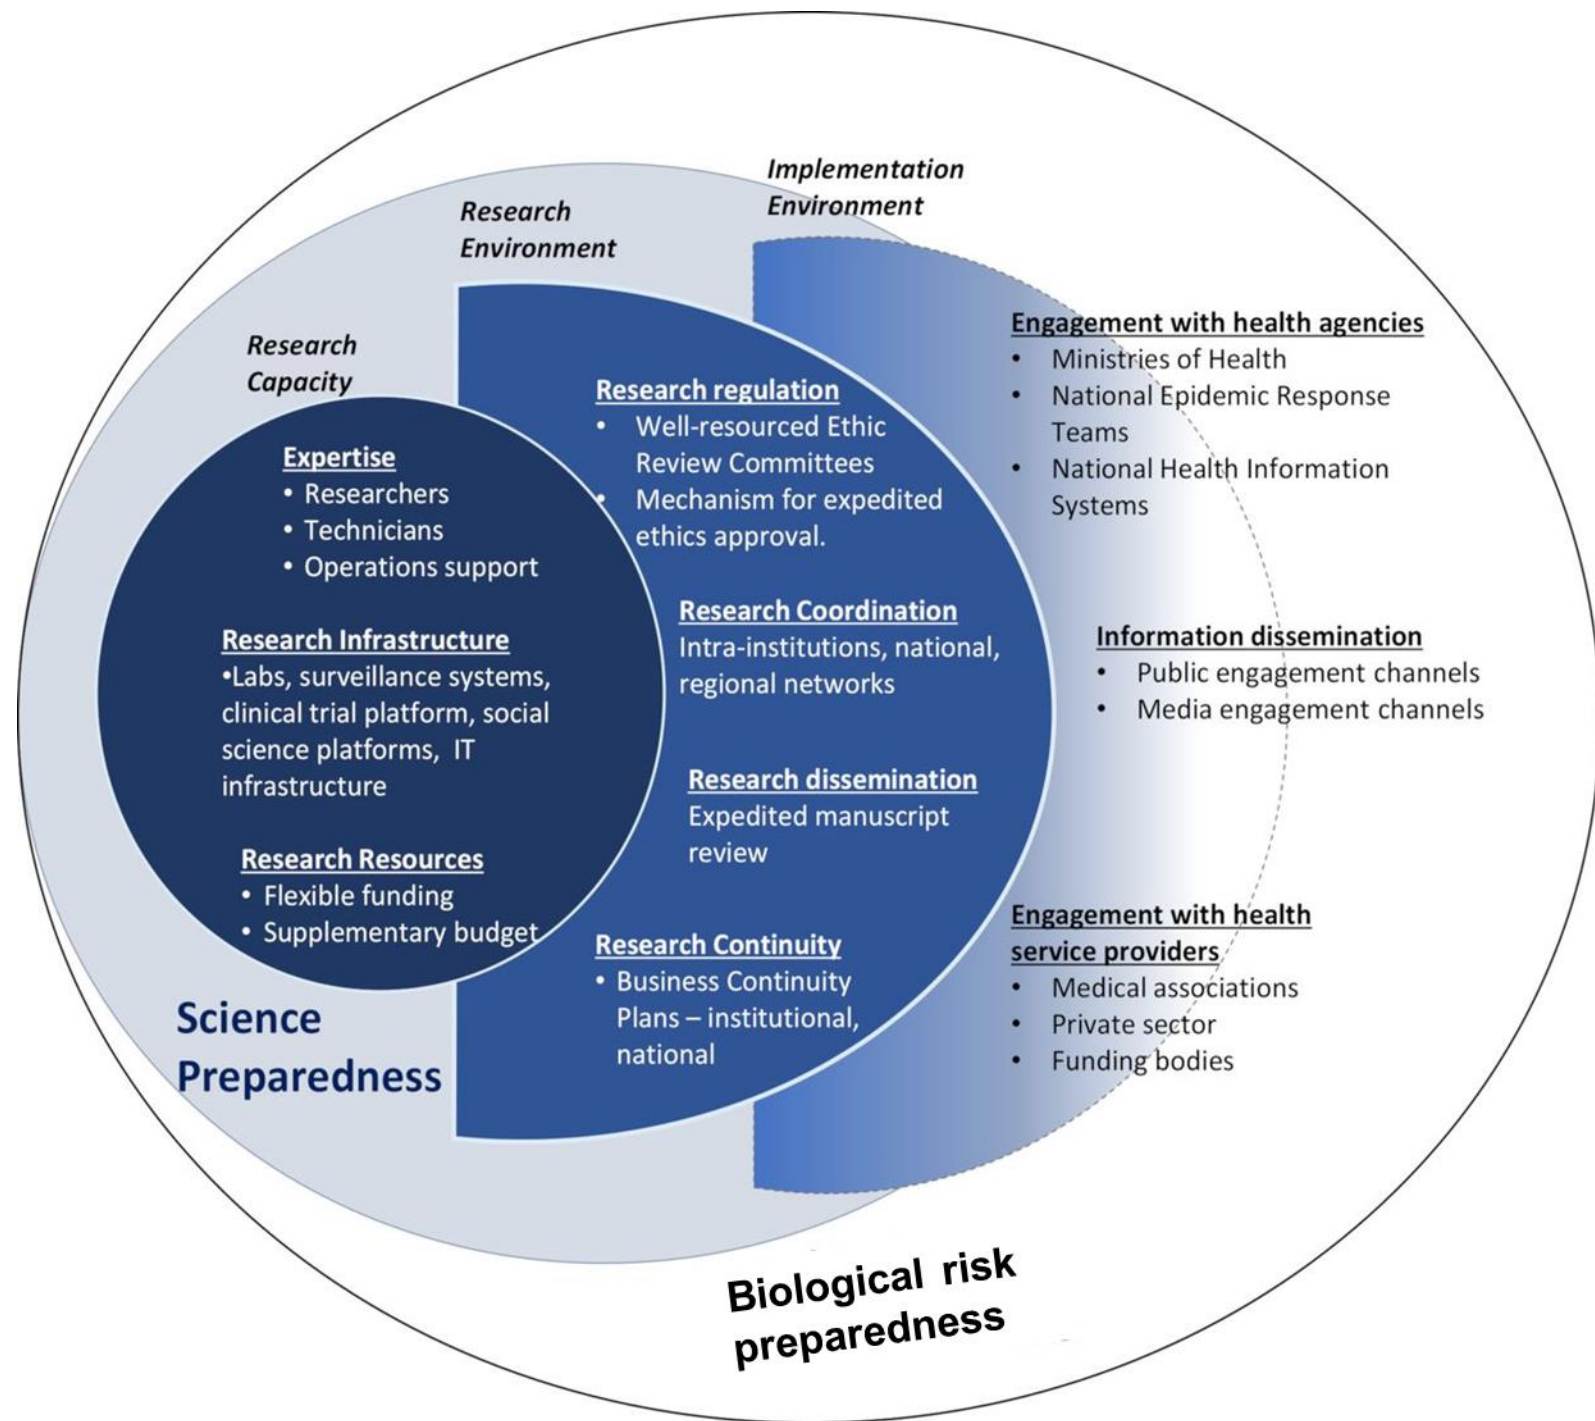 Implementation
Environment
Research
Environment
Research
Capacity
Expertise
• Researchers
• Technicians
• Operations support
Research Infrastructure
•Labs, surveillance systems,
clinical trial platform, social
science platforms, IT
infrastructure
Research Resources
• Flexible funding
• Supplementary budget
Science
Preparedness
Research regulation
• Well-resourced Ethic
Review Committees
• Mechanism for expedited
ethics approval.
Research Coordination
Intra-institutions, national,
regional networks
Research dissemination
Expedited manuscript
review
Research Continuity
• Business Continuity
Plans – institutional,
national
Engagement with health agencies
• Ministries of Health
• National Epidemic Response
Teams
• National Health Information
Systems
Information dissemination
• Public engagement channels
• Media engagement channels
Engagement with health
service providers
• Medical associations
• Private sector
• Funding bodies
Biological risk
preparedness